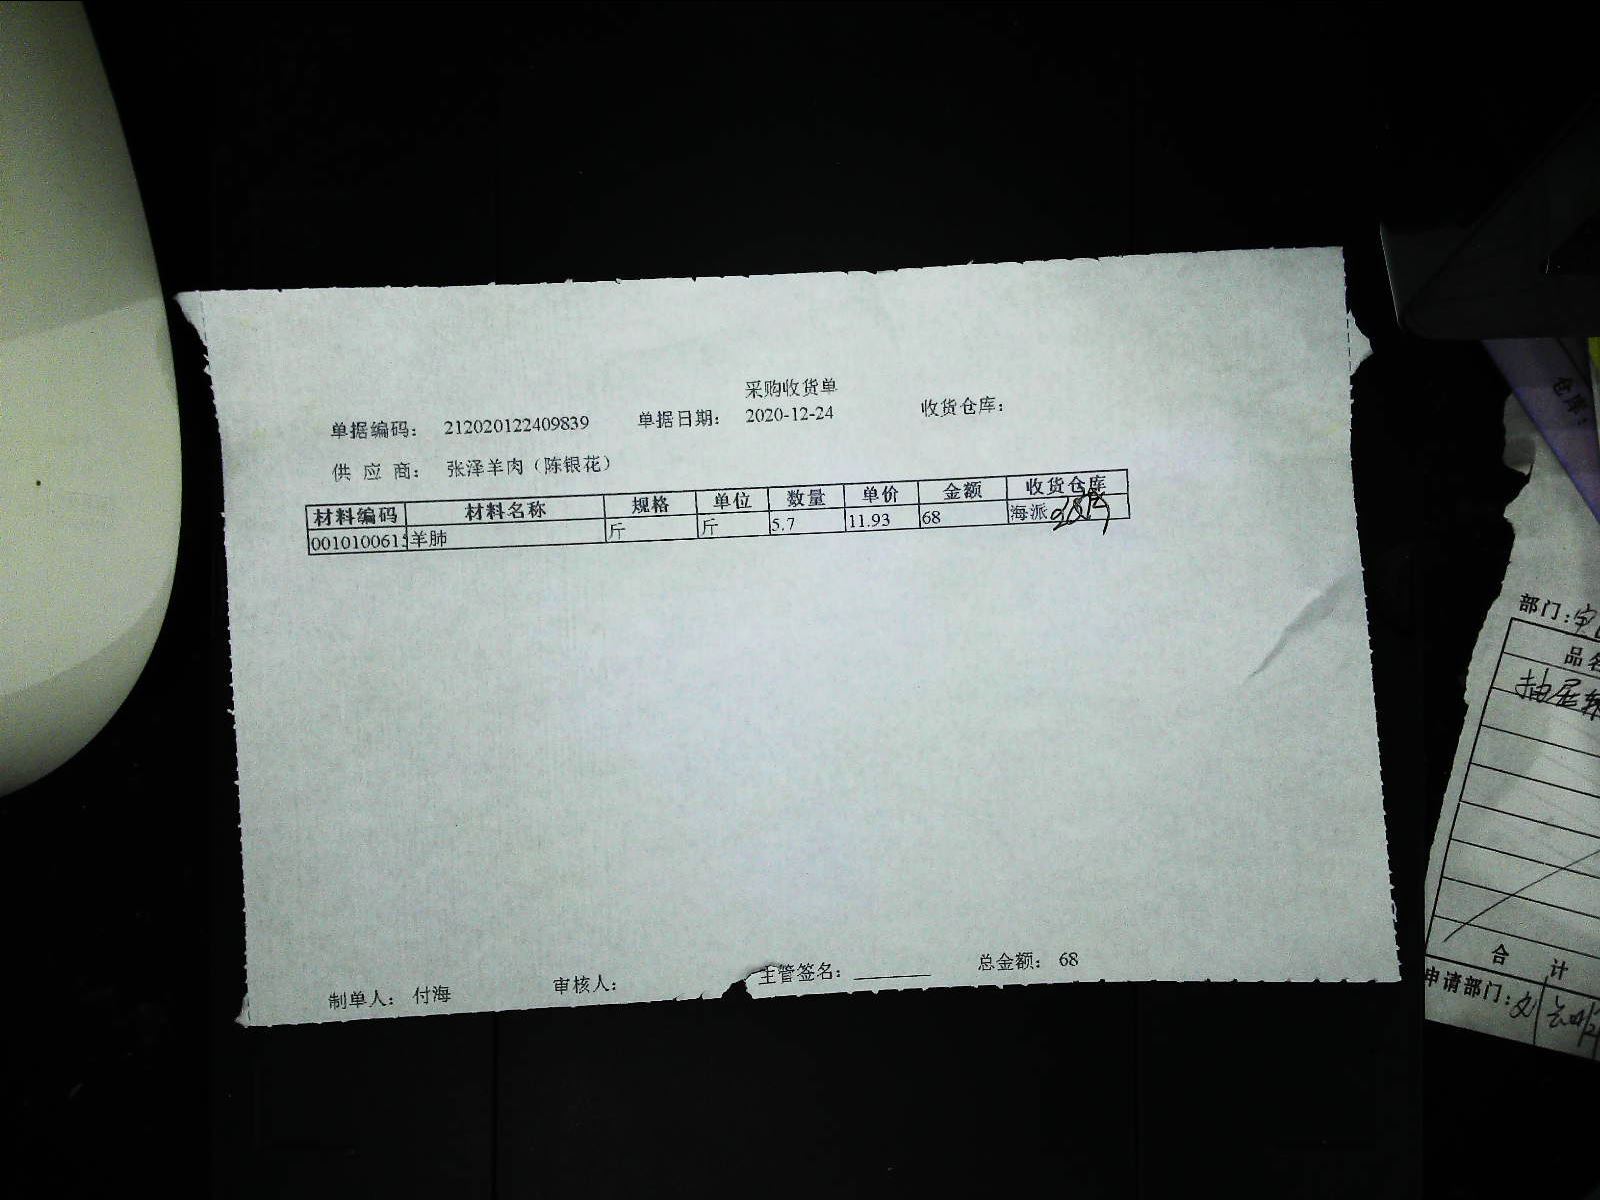 采购收货单
单据编码： 212020122409839 单据日期： 2020-12-24 收货仓库：
供 应 商： 张泽羊肉（陈银花）
材料编码 材料名称 规格 单位 数量 单价 金额 收货仓库
001010061 羊肺 斤 斤 5.7 11.93 68 海派
制单人： 付海 审核人： 主管签名： 总金额： 68
仓库：
部门：
品名
抽屉
合 计
申请部门：